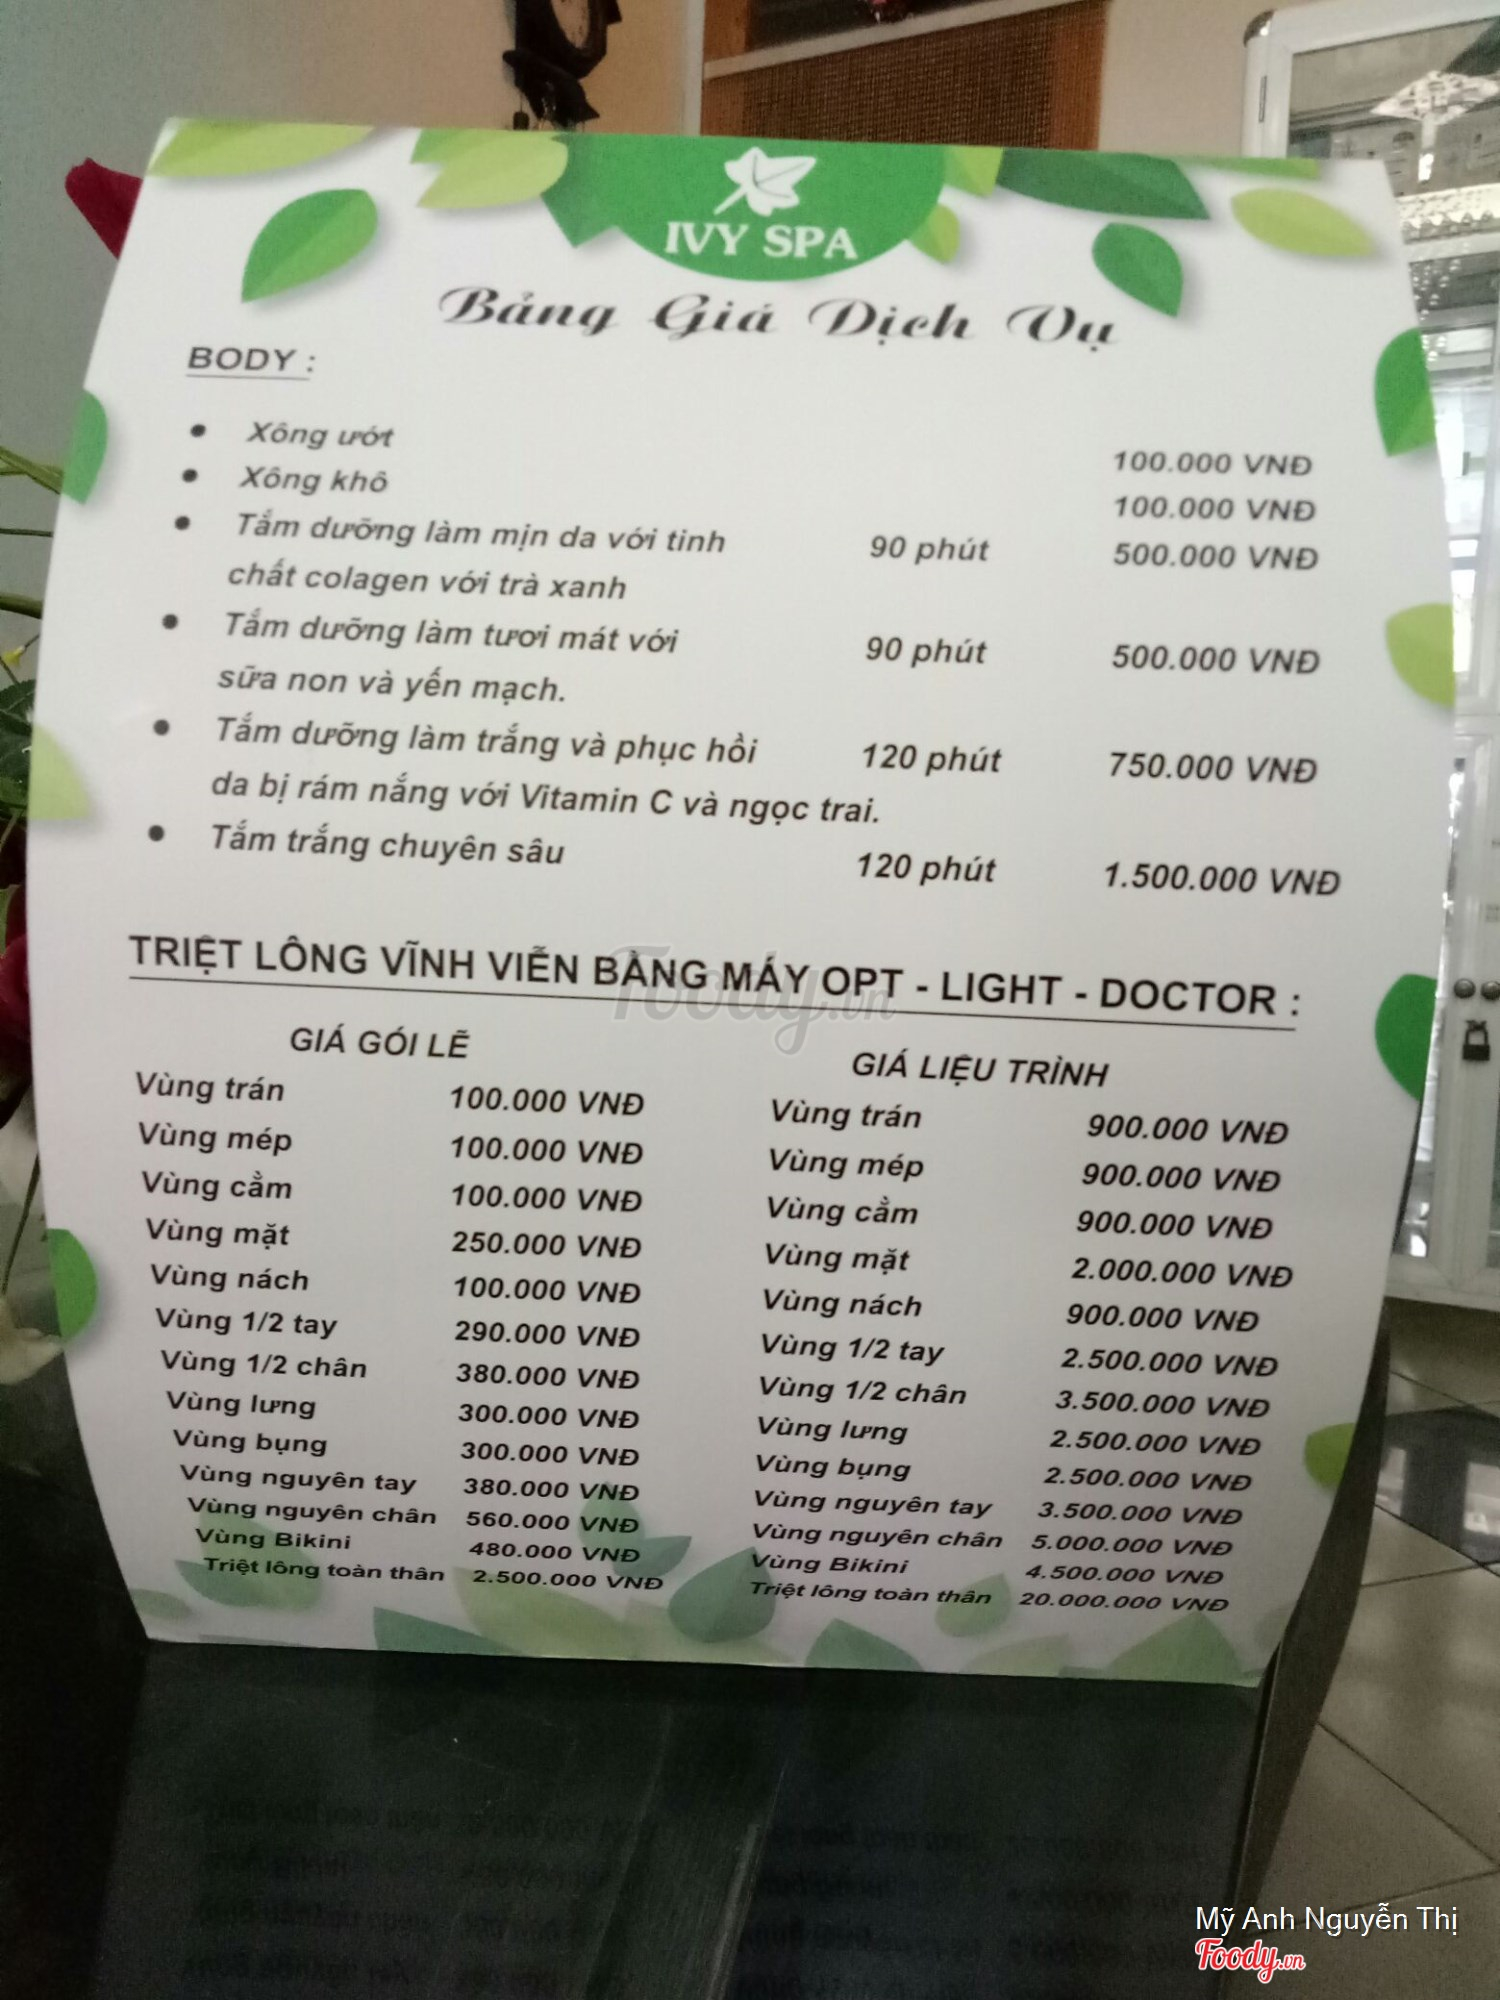 IVY SPA
Bảng Giá Dịch Vụ
BODY :
• Xông ướt 100.000 VNĐ
• Xông khô 100.000 VNĐ
• Tắm dưỡng làm mịn da với tinh 90 phút 500.000 VNĐ
chất colagen với trà xanh
• Tắm dưỡng làm tươi mát với 90 phút 500.000 VNĐ
sữa non và yến mạch.
• Tắm dưỡng làm trắng và phục hồi 120 phút 750.000 VNĐ
da bị rám nắng với Vitamin C và ngọc trai.
• Tắm trắng chuyên sâu 120 phút 1.500.000 VNĐ
TRIỆT LÔNG VĨNH VIỄN BẰNG MÁY OPT - LIGHT - DOCTOR :
GIÁ GÓI LẼ
Vùng trán 100.000 VNĐ
Vùng mép 100.000 VNĐ
Vùng cằm 100.000 VNĐ
Vùng mặt 250.000 VNĐ
Vùng nách 100.000 VNĐ
Vùng 1/2 tay 290.000 VNĐ
Vùng 1/2 chân 380.000 VNĐ
Vùng lưng 300.000 VNĐ
Vùng bụng 300.000 VNĐ
Vùng nguyên tay 380.000 VNĐ
Vùng nguyên chân 560.000 VNĐ
Vùng Bikini 480.000 VNĐ
Triệt lông toàn thân 2.500.000 VNĐ
GIÁ LIỆU TRÌNH
Vùng trán 900.000 VNĐ
Vùng mép 900.000 VNĐ
Vùng cằm 900.000 VNĐ
Vùng mặt 2.000.000 VNĐ
Vùng nách 900.000 VNĐ
Vùng 1/2 tay 2.500.000 VNĐ
Vùng 1/2 chân 3.500.000 VNĐ
Vùng lưng 2.500.000 VNĐ
Vùng bụng 2.500.000 VNĐ
Vùng nguyên tay 3.500.000 VNĐ
Vùng nguyên chân 5.000.000 VNĐ
Vùng Bikini 4.500.000 VNĐ
Triệt lông toàn thân 20.000.000 VNĐ
Foody.vn
Mỹ Anh Nguyễn Thị
Foody.vn